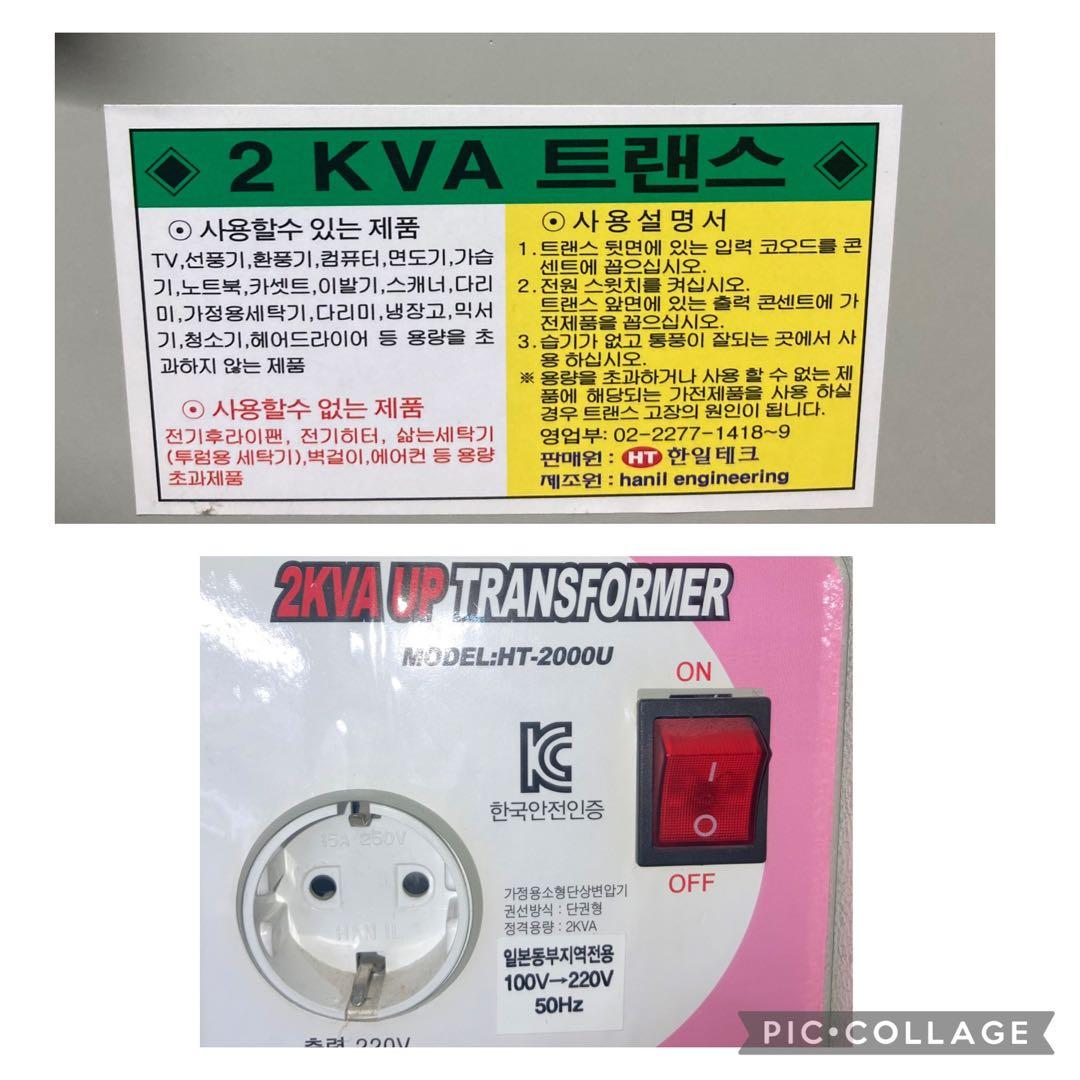 2 KVA 트랜스
⊙ 사용할수 있는 제품
TV,선풍기,환풍기,컴퓨터,면도기,가습
기,노트북,카셋트,이발기,스캐너,다리
미,가정용세탁기,다리미,냉장고,믹서
기,청소기,헤어드라이어 등 용량을 초
과하지 않는 제품
⊙ 사용할수 없는 제품
전기후라이팬, 전기히터, 삶는세탁기
(투럼용 세탁기),벽걸이,에어컨 등 용량
초과제품
⊙ 사용설명서
1.트랜스 뒷면에 있는 입력 코오드를 콘
센트에 꼽으십시오.
2.전원 스윗치를 켜십시오.
트랜스 앞면에 있는 출력 콘센트에 가
전제품을 꼽으십시오.
3.습기가 없고 통풍이 잘되는 곳에서 사
용 하십시오.
※ 용량을 초과하거나 사용 할 수 없는 제
품에 해당되는 가전제품을 사용 하실
경우 트랜스 고장의 원인이 됩니다.
영업부: 02-2277-1418~9
판매원 : HT 한일테크
제조원 : hanil engineering
2KVA UP TRANSFORMER
MODEL:HT-2000U
ON
KC
한국안전인증
I
O
OFF
15A 250V
HAN IL
가정용소형단상변압기
권선방식 : 단권형
정격용량 : 2KVA
일본동부지역전용
100V→220V
50Hz
출력 220V
PIC•COLLAGE